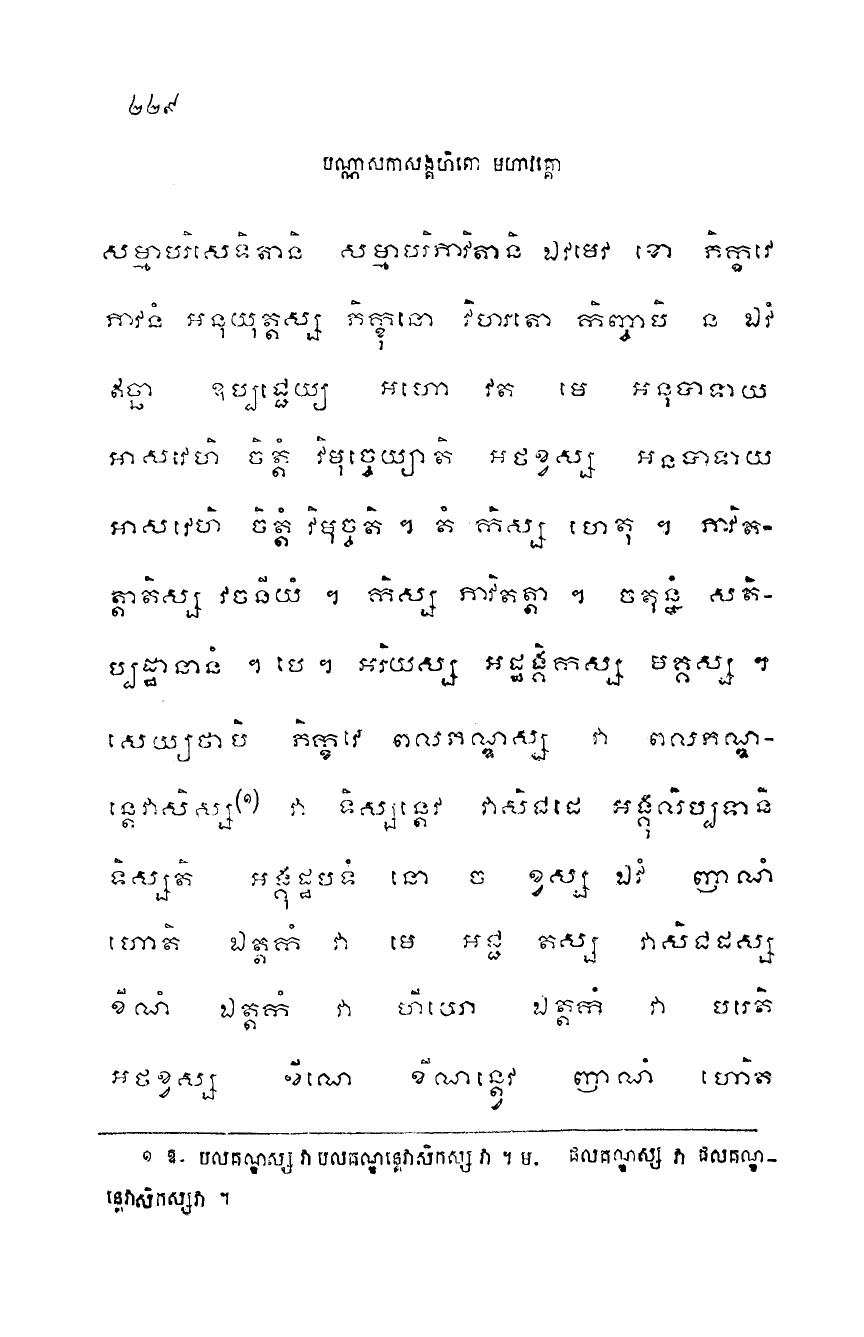 ២២៩
បណ្ណាសកាសង្គហិតោ មហាវគ្គោ
សម្មាបរិសេទិតានិ សម្មាបរិភាវិតានិ ឯវមេវ ខោ ភិក្ខវេ
ភាវនំ អនុយុត្តស្ស ភិក្ខុនោ វិហរតោ កិញ្ចាបិ ន ឯវំ
ឥច្ឆា ឧប្បជ្ជេយ្យ អហោ វត មេ អនុបាទាយ
អាសវេហិ ចិត្តំ វិមុច្ចេយ្យាតិ អថខ្វស្ស អនុបាទាយ
អាសវេហិ ចិត្តំ វិមុច្ចតិ ។ តំ កិស្ស ហេតុ ។ ភាវិត-
ត្តាតិស្ស វចនីយំ ។ កិស្ស ភាវិតត្តា ។ ចតុន្នំ សតិ-
ប្បដ្ឋានានំ ។ បេ ។ អរិយស្ស អដ្ឋង្គិកស្ស មគ្គស្ស ។
សេយ្យថាបិ ភិក្ខវេ ពលភណ្ឌស្ស វា ពលភណ្ឌ-
ន្តេវាសិស្ស(១) វា ទិស្សន្តេវ វាសិជដេ អង្គុលិប្បទានិ
ទិស្សតិ អង្គុដ្ឋបទំ នោ ច ខ្វស្ស ឯវំ ញាណំ
ហោតិ ឯត្តកំ វា មេ អជ្ជ តស្ស វាសិជដស្ស
ខីណំ ឯត្តកំ វា ហីយោ ឯត្តកំ វា បរេតិ
អថខ្វស្ស ខីណេ ខីណន្ត្វេវ ញាណំ ហោតិ
១ ឱ. បលគណ្ឌស្ស វា បលគណ្ឌន្តេវាសិកស្ស វា ។ ម. ផលគណ្ឌស្ស វា ផលគណ្ឌ-
ន្តេវាសិកស្សវា ។